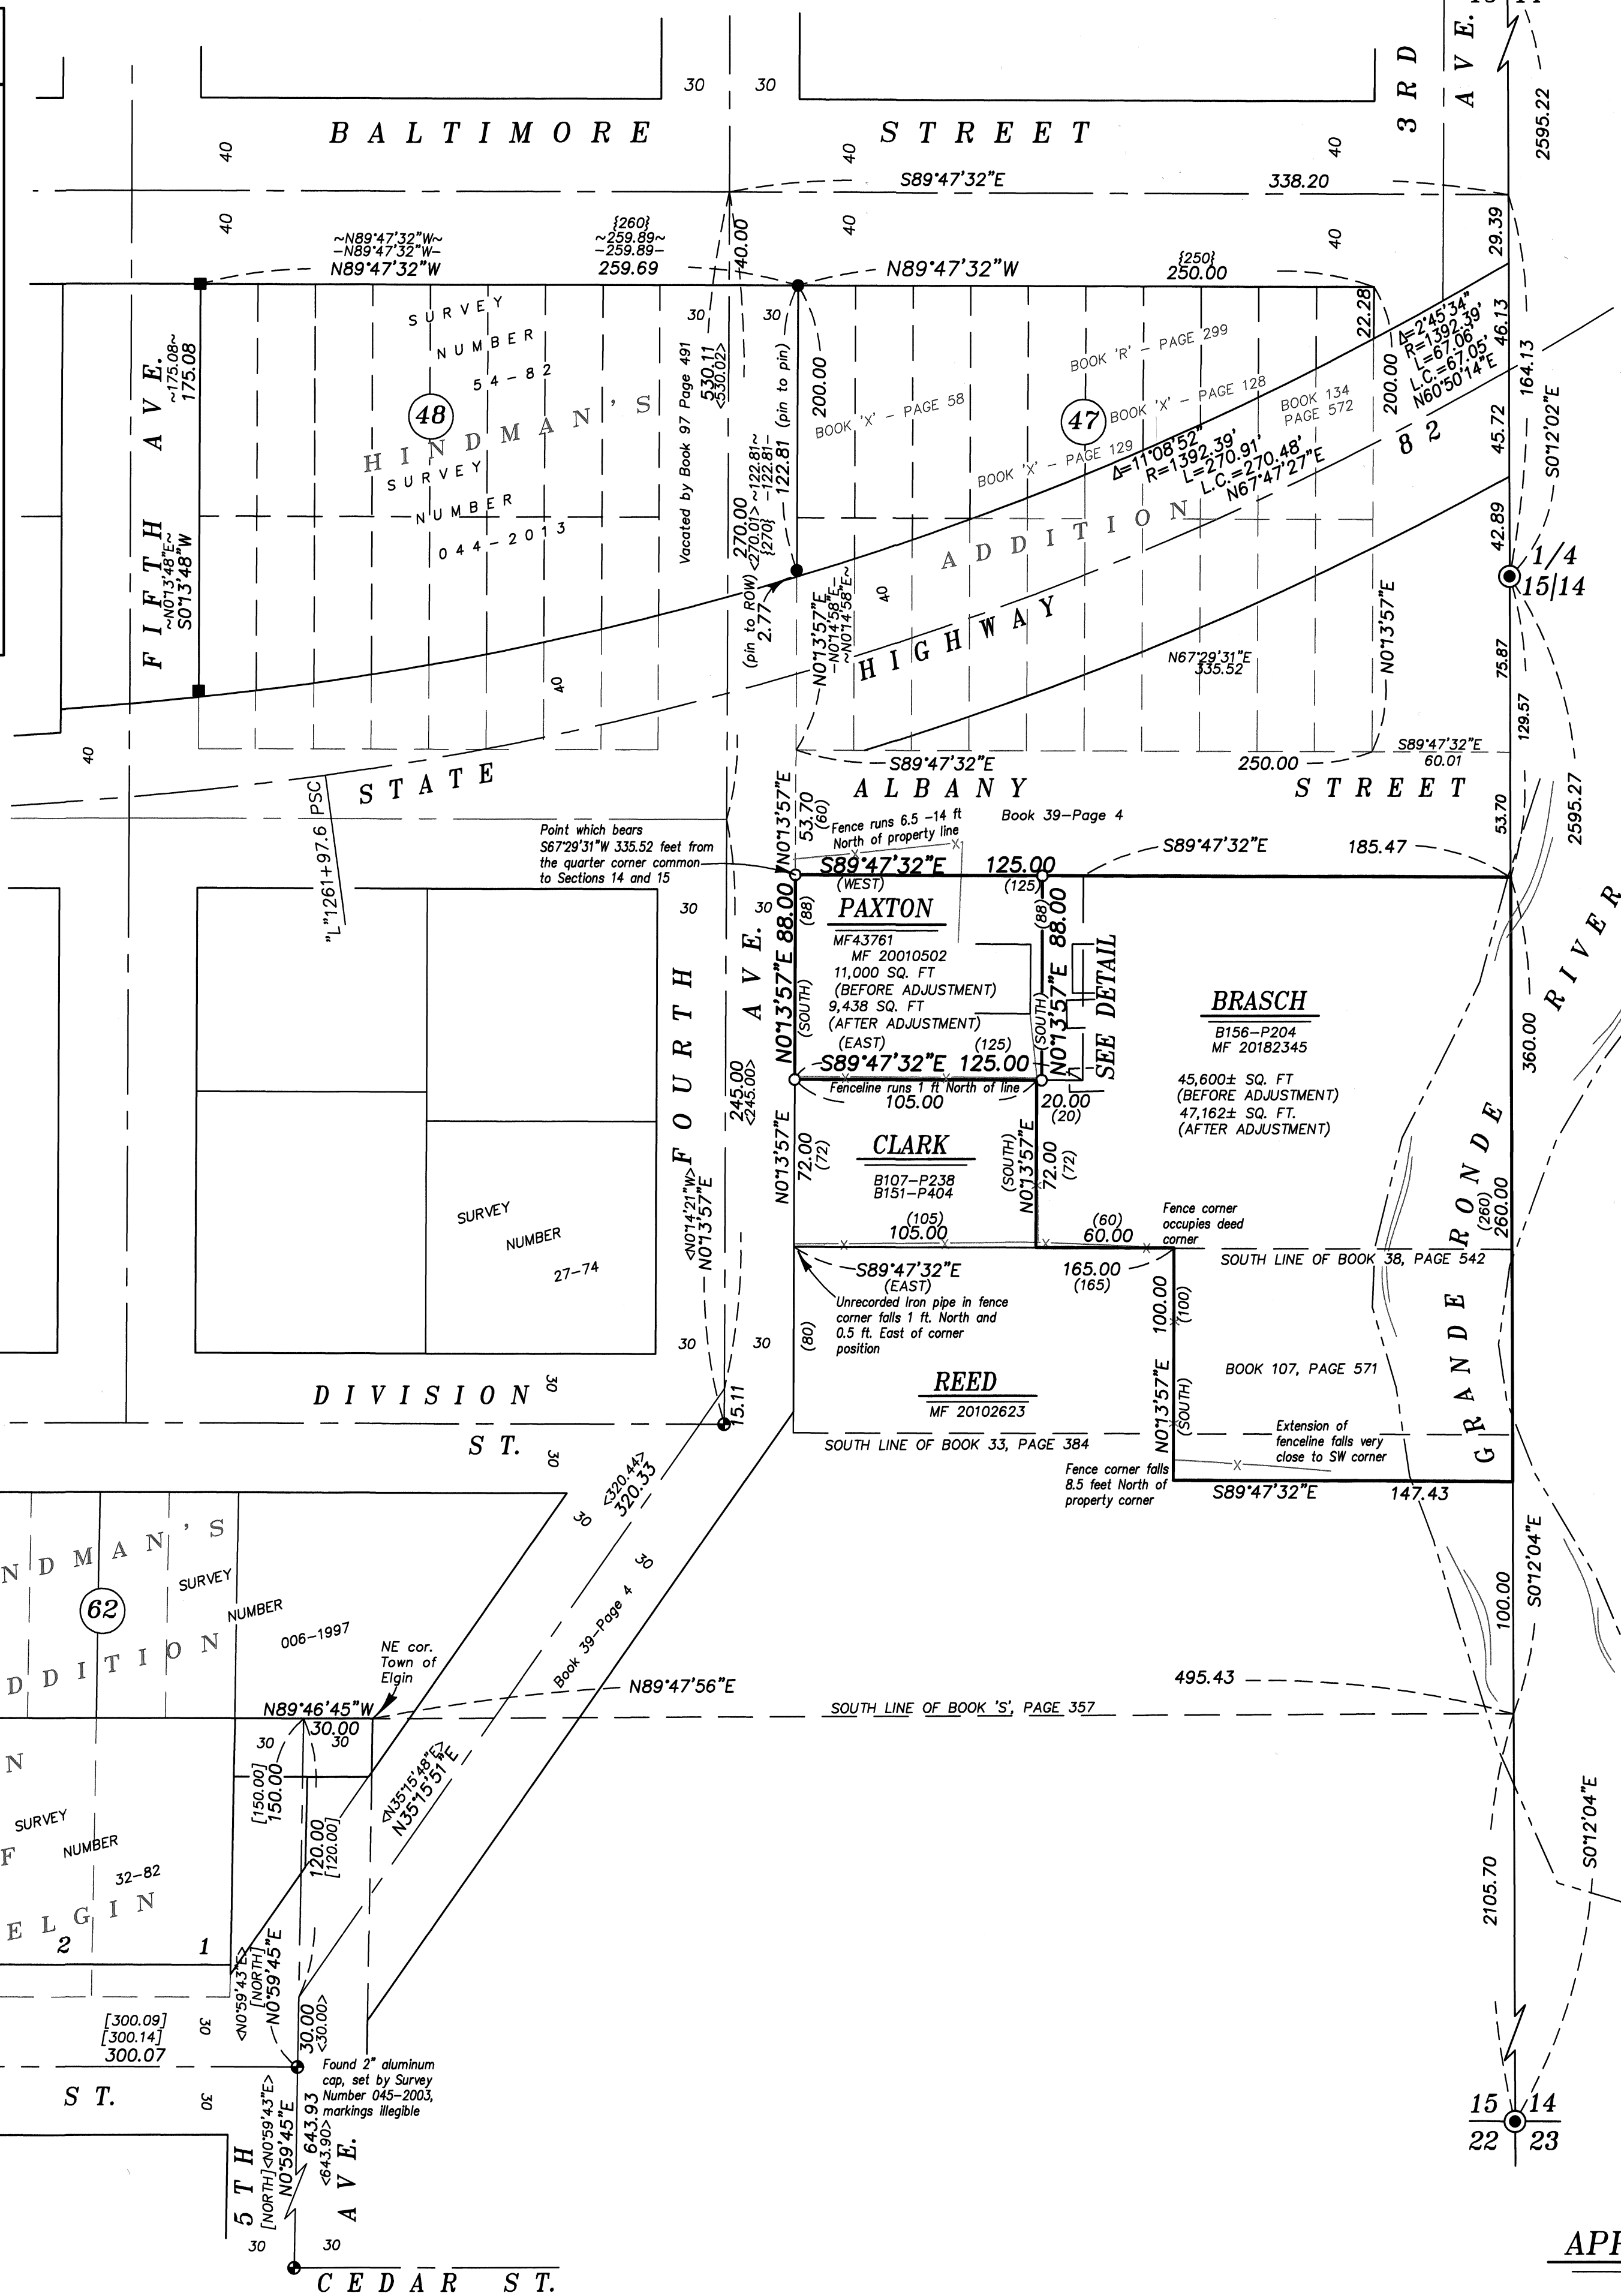 3RD
AVE.
2595.22
30
30
BALTIMORE STREET
40
40
40
S89°47'32"E
338.20
40
40
40
29.39
~N89°47'32"W~
-N89°47'32"W-
N89°47'32"W
{260}
~259.89~
-259.89-
259.69
40.00
N89°47'32"W
{250}
250.00
22.28
SURVEY
NUMBER
54-82
48
HINDMAN'S
SURVEY
NUMBER
044-2013
FIFTH AVE.
~175.08~
175.08
~N0°13'48"E~
S0°13'48"W
Vacated by Book 97 Page 491
530.11
<530.02>
30
30
200.00
122.81 (pin to pin)
~122.81~
-122.81-
270.00
<270.01>
{270}
(pin to ROW)
2.77
BOOK 'R' - PAGE 299
BOOK 'X' - PAGE 58
47
BOOK 'X' - PAGE 128
BOOK 134
PAGE 572
BOOK 'X' - PAGE 129
Δ=11°08'52"
R=1392.39'
L=270.91'
L.C.=270.48'
N67°47'27"E
Δ=2°45'34"
R=1392.39'
L=67.06'
L.C.=67.05'
N60°50'14"E
46.13
164.13
200.00
45.72
S0°12'02"E
42.89
82
ADDITION
1/4
15|14
N0°13'57"E
-N0°14'58"E-
~N0°14'58"E~
40
HIGHWAY
N67°29'31"E
335.52
N0°13'57"E
75.87
129.57
40
40
STATE
S89°47'32"E
250.00
S89°47'32"E
60.01
"L"1261+97.6 PSC
ALBANY STREET
Book 39-Page 4
53.70
2595.27
N0°13'57"E
53.70
(60)
Fence runs 6.5 -14 ft
North of property line
Point which bears
S67°29'31"W 335.52 feet from
the quarter corner common
to Sections 14 and 15
S89°47'32"E 125.00
(WEST)
(125)
S89°47'32"E
185.47
30
30
N0°13'57"E 88.00
(88)
(SOUTH)
PAXTON
MF43761
MF 20010502
11,000 SQ. FT
(BEFORE ADJUSTMENT)
9,438 SQ. FT
(AFTER ADJUSTMENT)
(EAST)
(125)
S89°47'32"E 125.00
N0°13'57"E 88.00
(88)
(SOUTH)
SEE DETAIL
BRASCH
B156-P204
MF 20182345
45,600± SQ. FT
(BEFORE ADJUSTMENT)
47,162± SQ. FT.
(AFTER ADJUSTMENT)
360.00
GRANDE RONDE RIVER
FOURTH AVE.
245.00
<245.00>
Fenceline runs 1 ft North of line
105.00
20.00
(20)
N0°13'57"E
72.00
(72)
CLARK
B107-P238
B151-P404
(SOUTH)
N0°13'57"E
72.00
(72)
<N0°14'21"W>
N0°13'57"E
SURVEY
NUMBER
27-74
(105)
105.00
(60)
60.00
Fence corner
occupies deed
corner
(260)
260.00
SOUTH LINE OF BOOK 38, PAGE 542
S89°47'32"E
(EAST)
165.00
(165)
Unrecorded Iron pipe in fence
corner falls 1 ft. North and
0.5 ft. East of corner
position
(80)
100.00
(100)
N0°13'57"E
(SOUTH)
30
30
BOOK 107, PAGE 571
REED
MF 20102623
DIVISION
ST.
30
30
15.11
SOUTH LINE OF BOOK 33, PAGE 384
Extension of
fenceline falls very
close to SW corner
Fence corner falls
8.5 feet North of
property corner
S89°47'32"E
147.43
<320.44>
320.33
30
30
Book 39-Page 4
NDMAN'S
SURVEY
NUMBER
006-1997
62
DDITION
NE cor.
Town of
Elgin
100.00
S0°12'04"E
N89°46'45"W
30.00
30
30
N89°47'56"E
495.43
SOUTH LINE OF BOOK 'S', PAGE 357
[150.00]
150.00
120.00
[120.00]
<N35°15'48"E>
N35°15'51"E
N
SURVEY
NUMBER
32-82
F
ELGIN
2
1
2105.70
S0°12'04"E
<N0°59'43"E>
[NORTH]
N0°59'45"E
30.00
<30.00>
[300.09]
[300.14]
300.07
30
ST.
30
Found 2" aluminum
cap, set by Survey
Number 045-2003,
markings illegible
5TH AVE.
[NORTH]<N0°59'43"E>
N0°59'45"E
643.93
<643.90>
30
30
CEDAR ST.
15 14
22 23